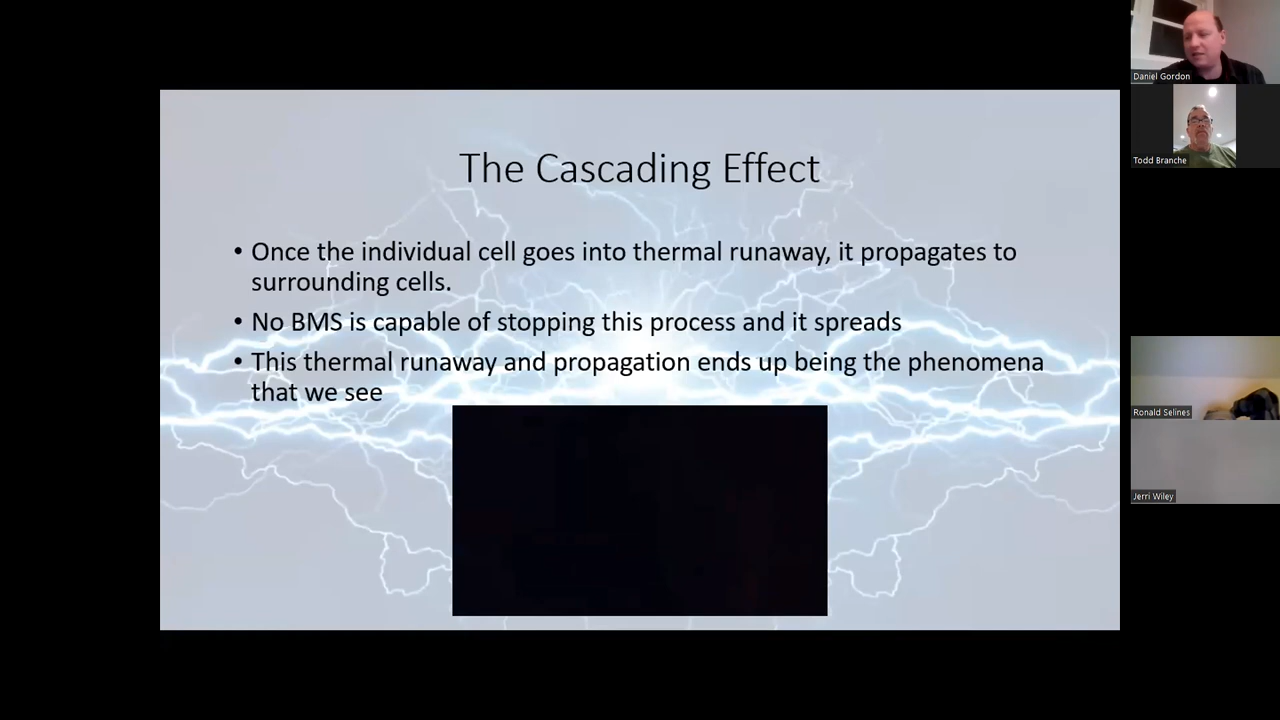 The Cascading Effect
• Once the individual cell goes into thermal runaway, it propagates to
surrounding cells.
• No BMS is capable of stopping this process and it spreads
• This thermal runaway and propagation ends up being the phenomena
that we see
Daniel Gordon
Todd Branche
Ronald Selines
Jerri Wiley